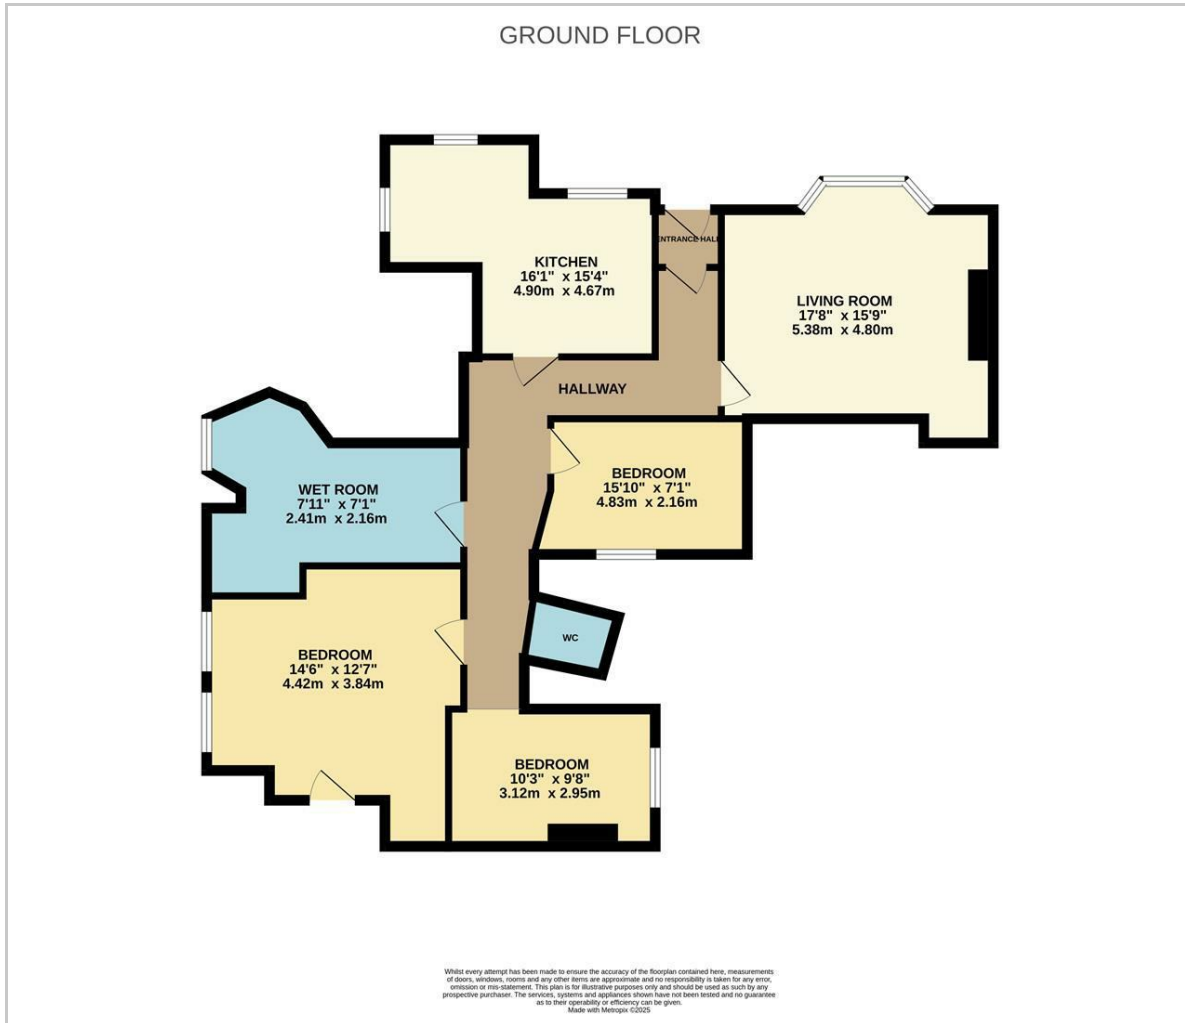 GROUND FLOOR
KITCHEN
16'1" x 15'4"
4.90m x 4.67m
ENTRANCE HALL
LIVING ROOM
17'8" x 15'9"
5.38m x 4.80m
HALLWAY
WET ROOM
7'11" x 7'1"
2.41m x 2.16m
BEDROOM
15'10" x 7'1"
4.83m x 2.16m
WC
BEDROOM
14'6" x 12'7"
4.42m x 3.84m
BEDROOM
10'3" x 9'8"
3.12m x 2.95m
Whilst every attempt has been made to ensure the accuracy of the floorplan contained here, measurements
of doors, windows, rooms and any other items are approximate and no responsibility is taken for any error,
omission or mis-statement. This plan is for illustrative purposes only and should be used as such by any
prospective purchaser. The services, systems and appliances shown have not been tested and no guarantee
as to their operability or efficiency can be given.
Made with Metropix ©2025